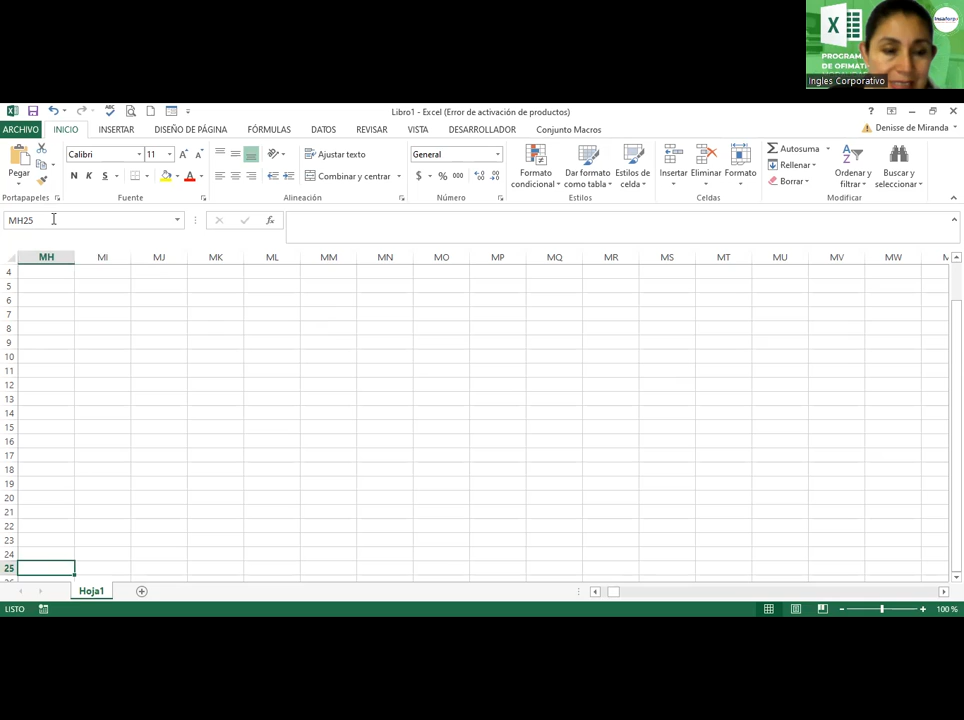 PROGRAM
DE OFIMÁT
Ingles Corporativo
Libro1 - Excel (Error de activación de productos)
ARCHIVO INICIO INSERTAR DISEÑO DE PÁGINA FÓRMULAS DATOS REVISAR VISTA DESARROLLADOR Conjunto Macros Denisse de Miranda
Pegar
Calibri 11
N K S
Ajustar texto
Combinar y centrar
General
$ % 000
Formato condicional
Dar formato como tabla
Estilos de celda
Insertar Eliminar Formato
Autosuma
Rellenar
Borrar
Ordenar y filtrar
Buscar y seleccionar
Portapapeles Fuente Alineación Número Estilos Celdas Modificar
MH25 fx
MH MI MJ MK ML MM MN MO MP MQ MR MS MT MU MV MW
4
5
6
7
8
9
10
11
12
13
14
15
16
17
18
19
20
21
22
23
24
25
Hoja1
LISTO 100 %